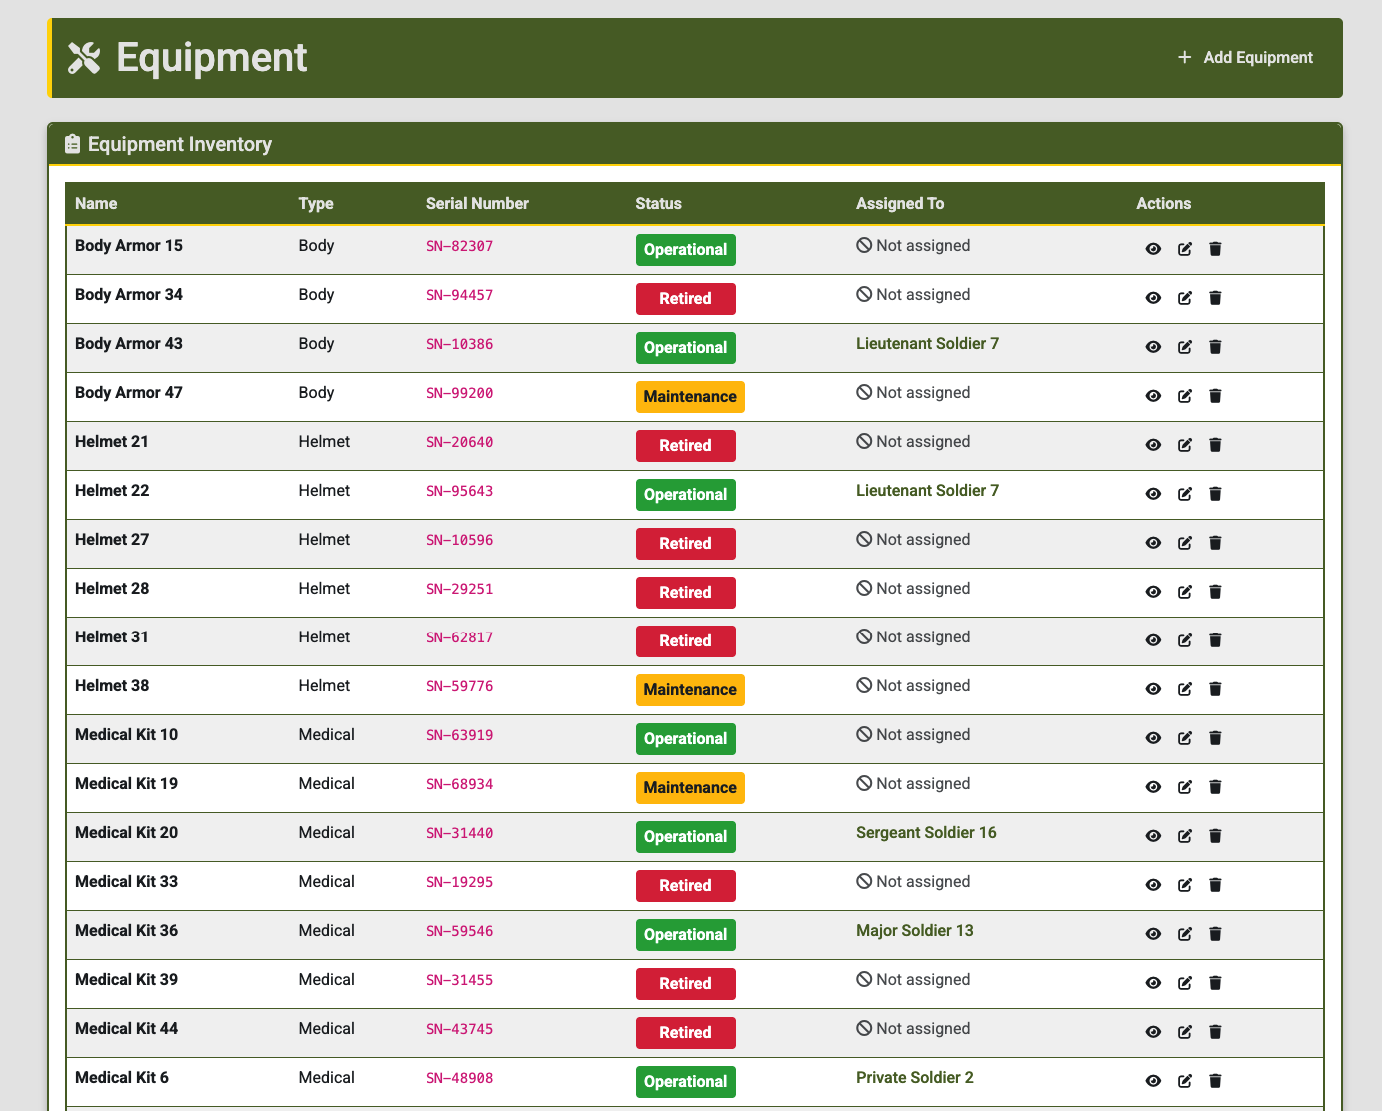 Equipment
Add Equipment
Equipment Inventory
Name Type Serial Number Status Assigned To Actions
Body Armor 15 Body SN-82307 Operational Not assigned
Body Armor 34 Body SN-94457 Retired Not assigned
Body Armor 43 Body SN-10386 Operational Lieutenant Soldier 7
Body Armor 47 Body SN-99200 Maintenance Not assigned
Helmet 21 Helmet SN-20640 Retired Not assigned
Helmet 22 Helmet SN-95643 Operational Lieutenant Soldier 7
Helmet 27 Helmet SN-10596 Retired Not assigned
Helmet 28 Helmet SN-29251 Retired Not assigned
Helmet 31 Helmet SN-62817 Retired Not assigned
Helmet 38 Helmet SN-59776 Maintenance Not assigned
Medical Kit 10 Medical SN-63919 Operational Not assigned
Medical Kit 19 Medical SN-68934 Maintenance Not assigned
Medical Kit 20 Medical SN-31440 Operational Sergeant Soldier 16
Medical Kit 33 Medical SN-19295 Retired Not assigned
Medical Kit 36 Medical SN-59546 Operational Major Soldier 13
Medical Kit 39 Medical SN-31455 Retired Not assigned
Medical Kit 44 Medical SN-43745 Retired Not assigned
Medical Kit 6 Medical SN-48908 Operational Private Soldier 2